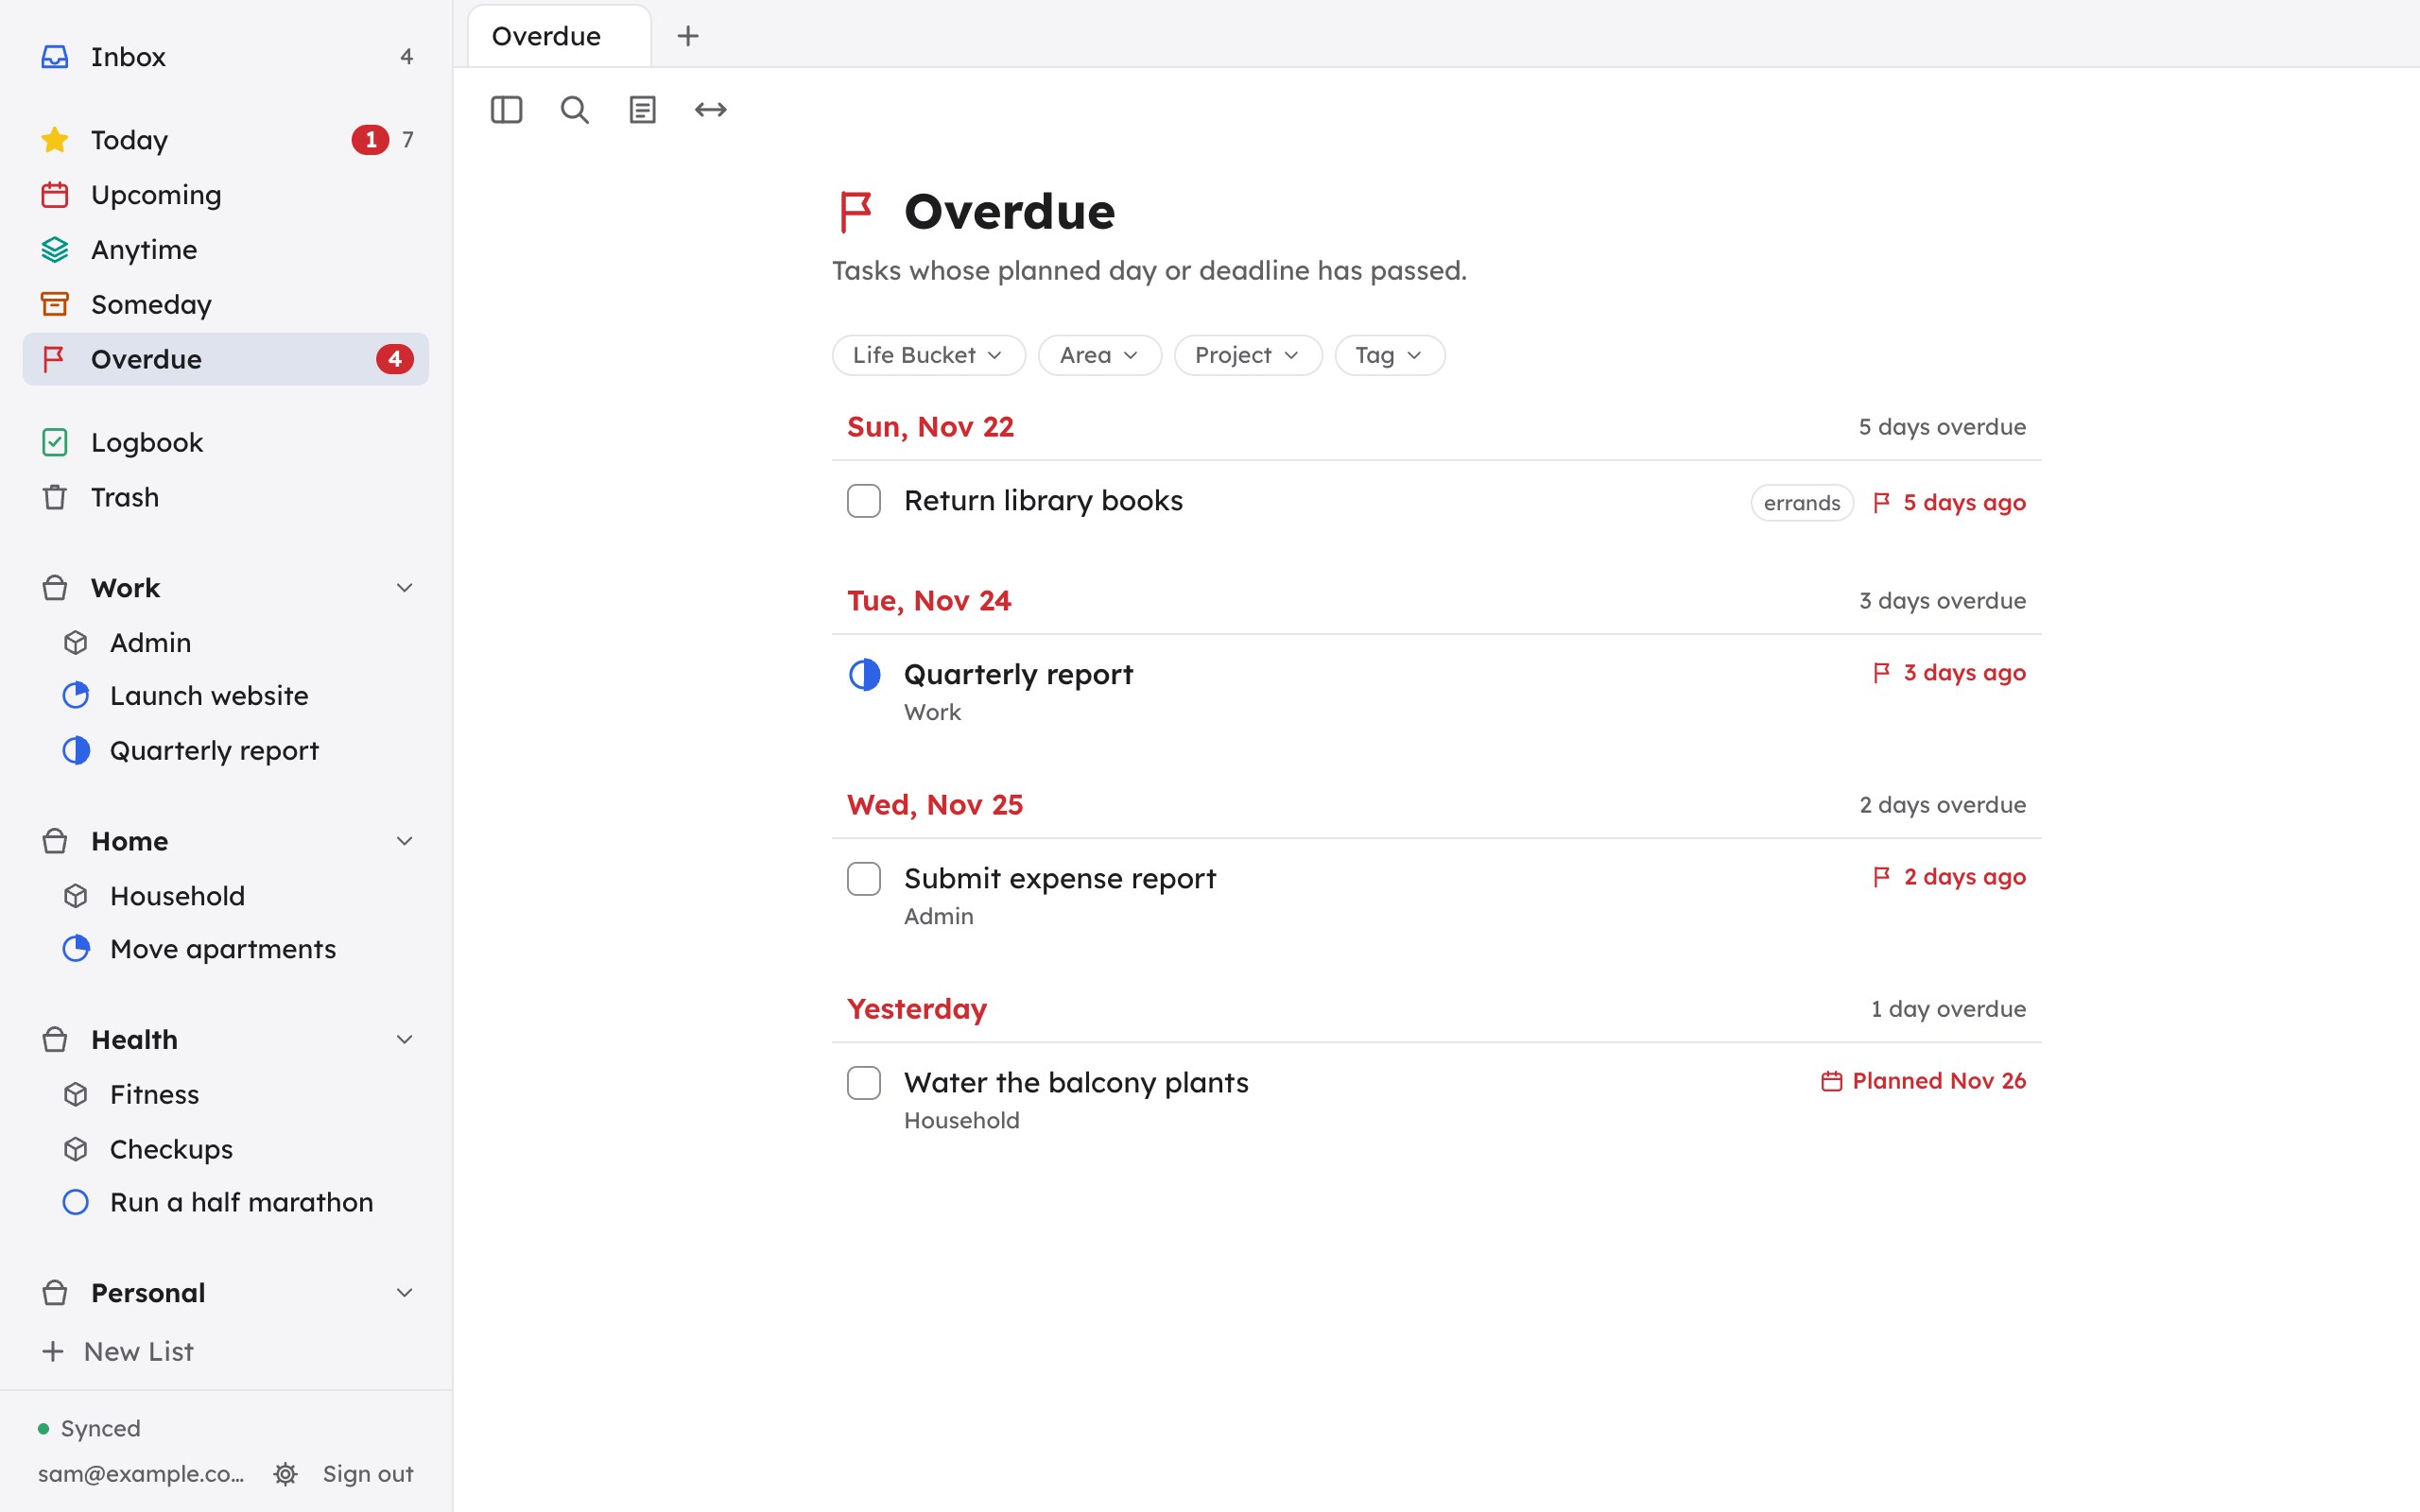 Inbox 4
Today 1 7
Upcoming
Anytime
Someday
Overdue 4
Logbook
Trash
Work
Admin
Launch website
Quarterly report
Home
Household
Move apartments
Health
Fitness
Checkups
Run a half marathon
Personal
New List
Synced
sam@example.co… Sign out
Overdue
Overdue
Tasks whose planned day or deadline has passed.
Life Bucket Area Project Tag
Sun, Nov 22 5 days overdue
Return library books errands 5 days ago
Tue, Nov 24 3 days overdue
Quarterly report 3 days ago
Work
Wed, Nov 25 2 days overdue
Submit expense report 2 days ago
Admin
Yesterday 1 day overdue
Water the balcony plants Planned Nov 26
Household